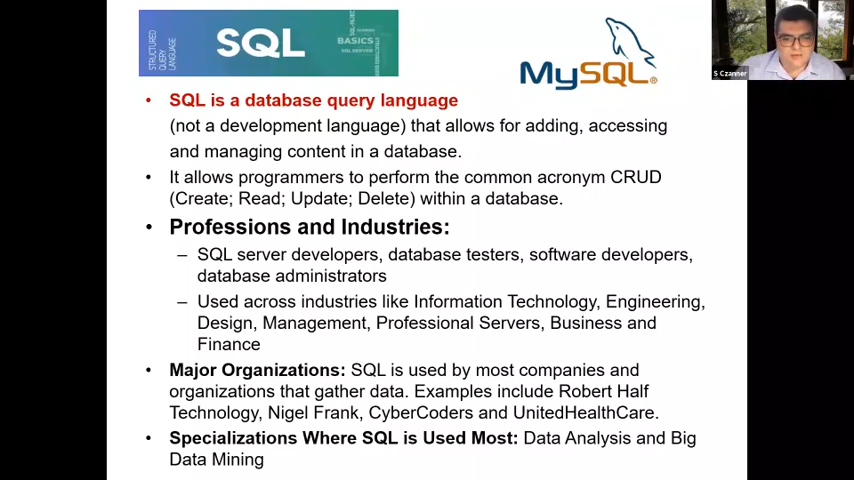 STRUCTURED
QUERY
LANGUAGE
SQL
BASICS
SQL SERVER
MySQL®
S Czanner
• SQL is a database query language
(not a development language) that allows for adding, accessing
and managing content in a database.
• It allows programmers to perform the common acronym CRUD
(Create; Read; Update; Delete) within a database.
• Professions and Industries:
– SQL server developers, database testers, software developers,
database administrators
– Used across industries like Information Technology, Engineering,
Design, Management, Professional Servers, Business and
Finance
• Major Organizations: SQL is used by most companies and
organizations that gather data. Examples include Robert Half
Technology, Nigel Frank, CyberCoders and UnitedHealthCare.
• Specializations Where SQL is Used Most: Data Analysis and Big
Data Mining